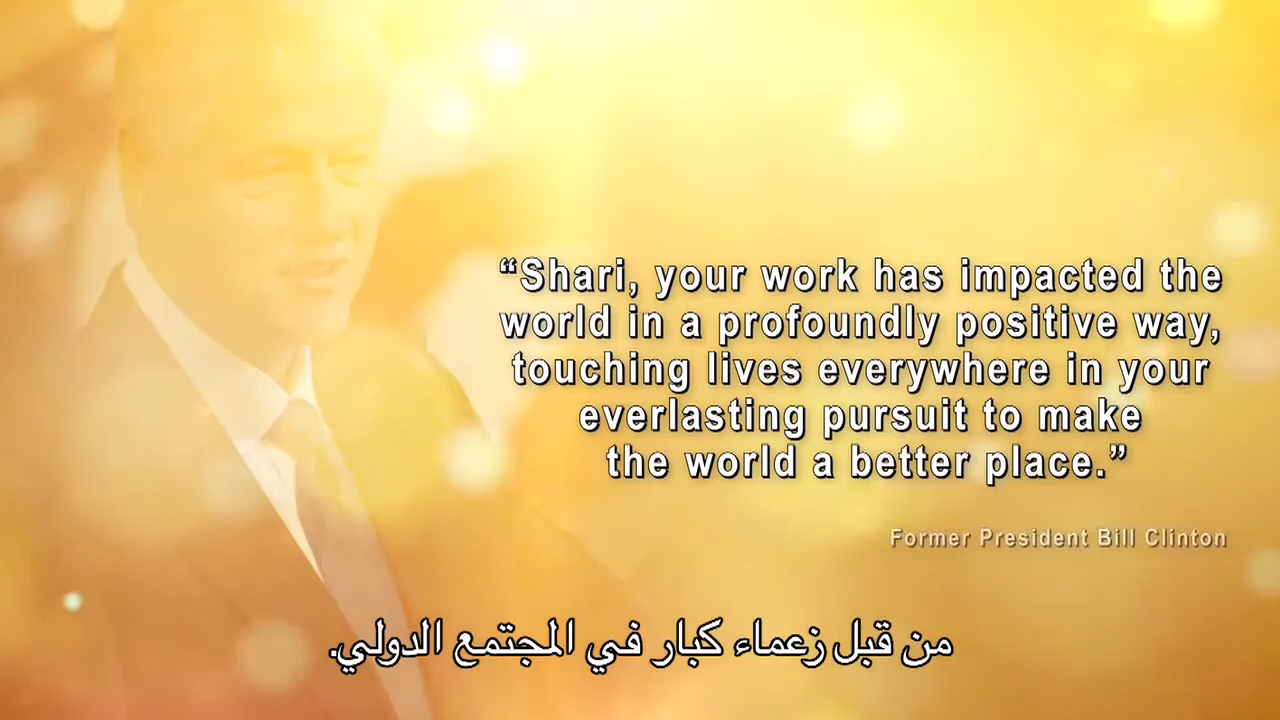 “Shari, your work has impacted the
world in a profoundly positive way,
touching lives everywhere in your
everlasting pursuit to make
the world a better place.”
Former President Bill Clinton
من قبل زعماء كبار في المجتمع الدولي.